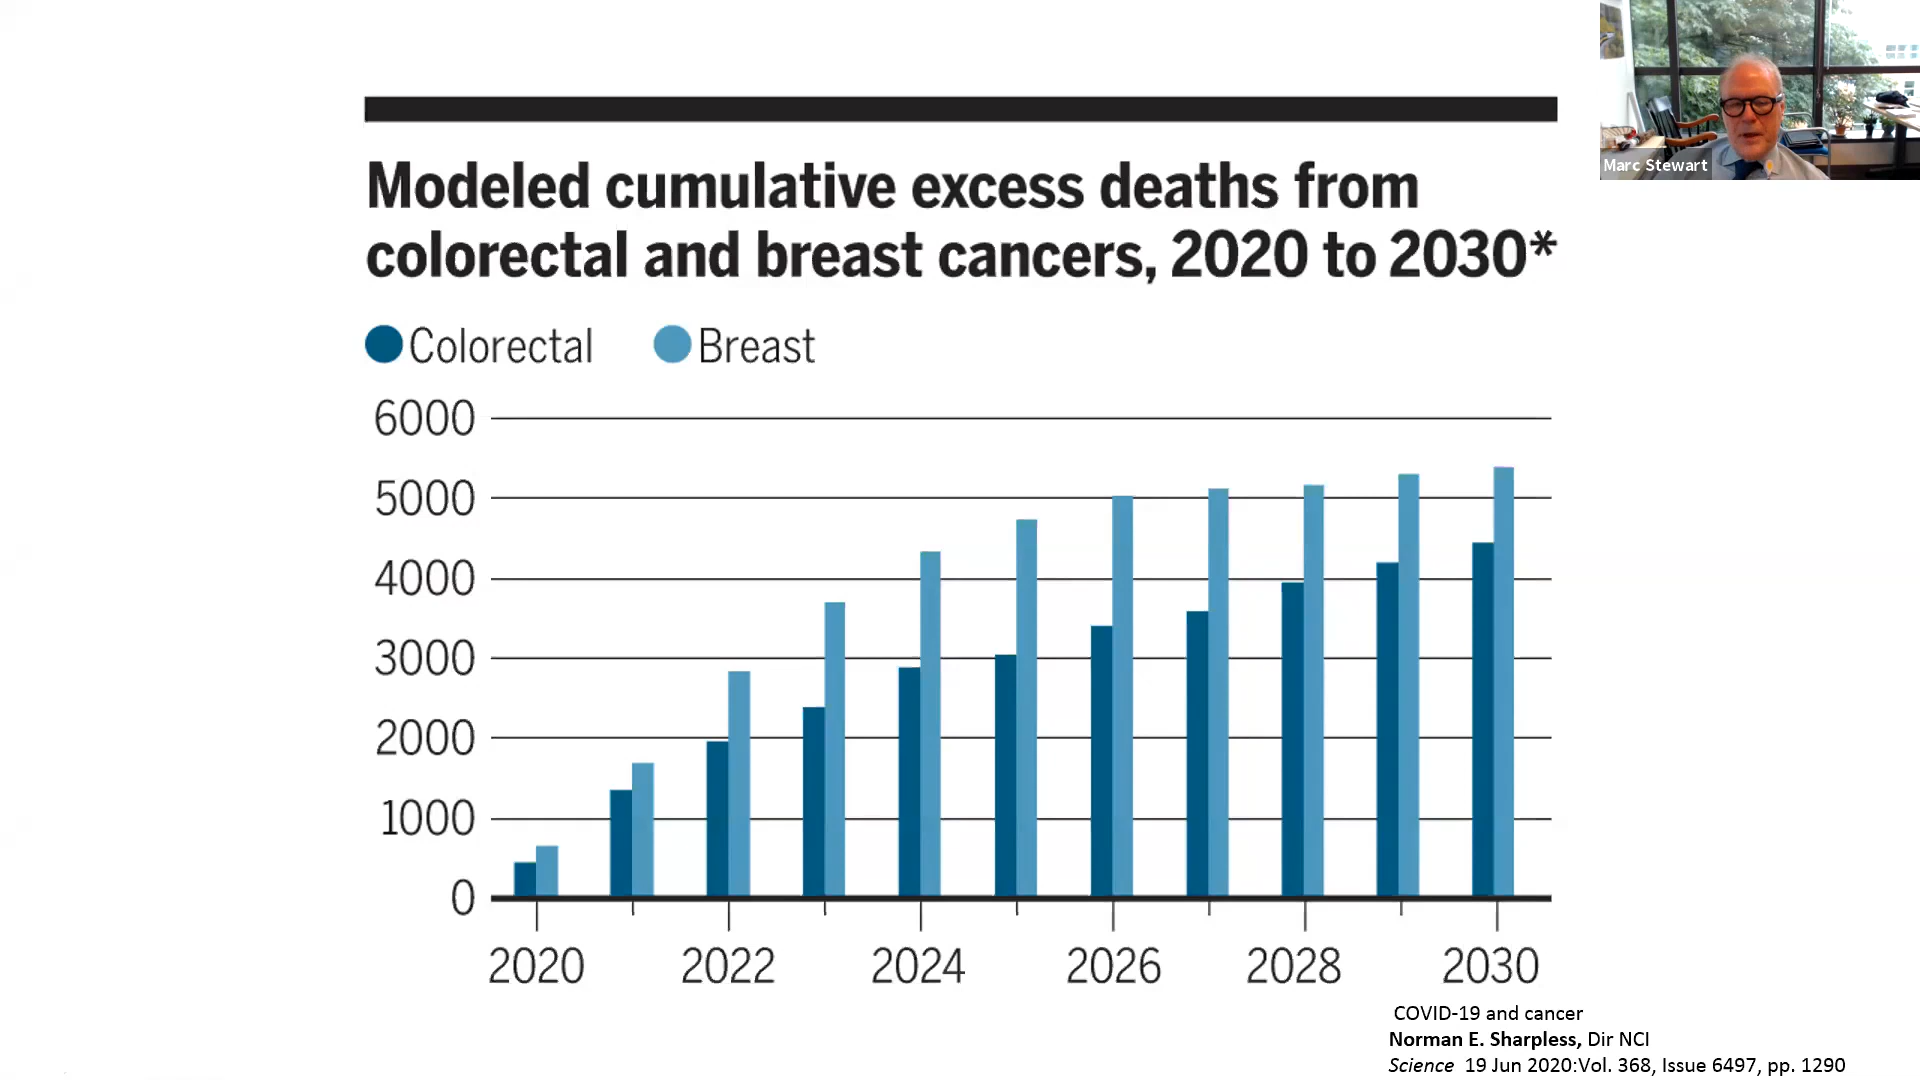 Marc Stewart
Modeled cumulative excess deaths from
colorectal and breast cancers, 2020 to 2030*
Colorectal Breast
6000
5000
4000
3000
2000
1000
0
2020 2022 2024 2026 2028 2030
COVID-19 and cancer
Norman E. Sharpless, Dir NCI
Science 19 Jun 2020:Vol. 368, Issue 6497, pp. 1290